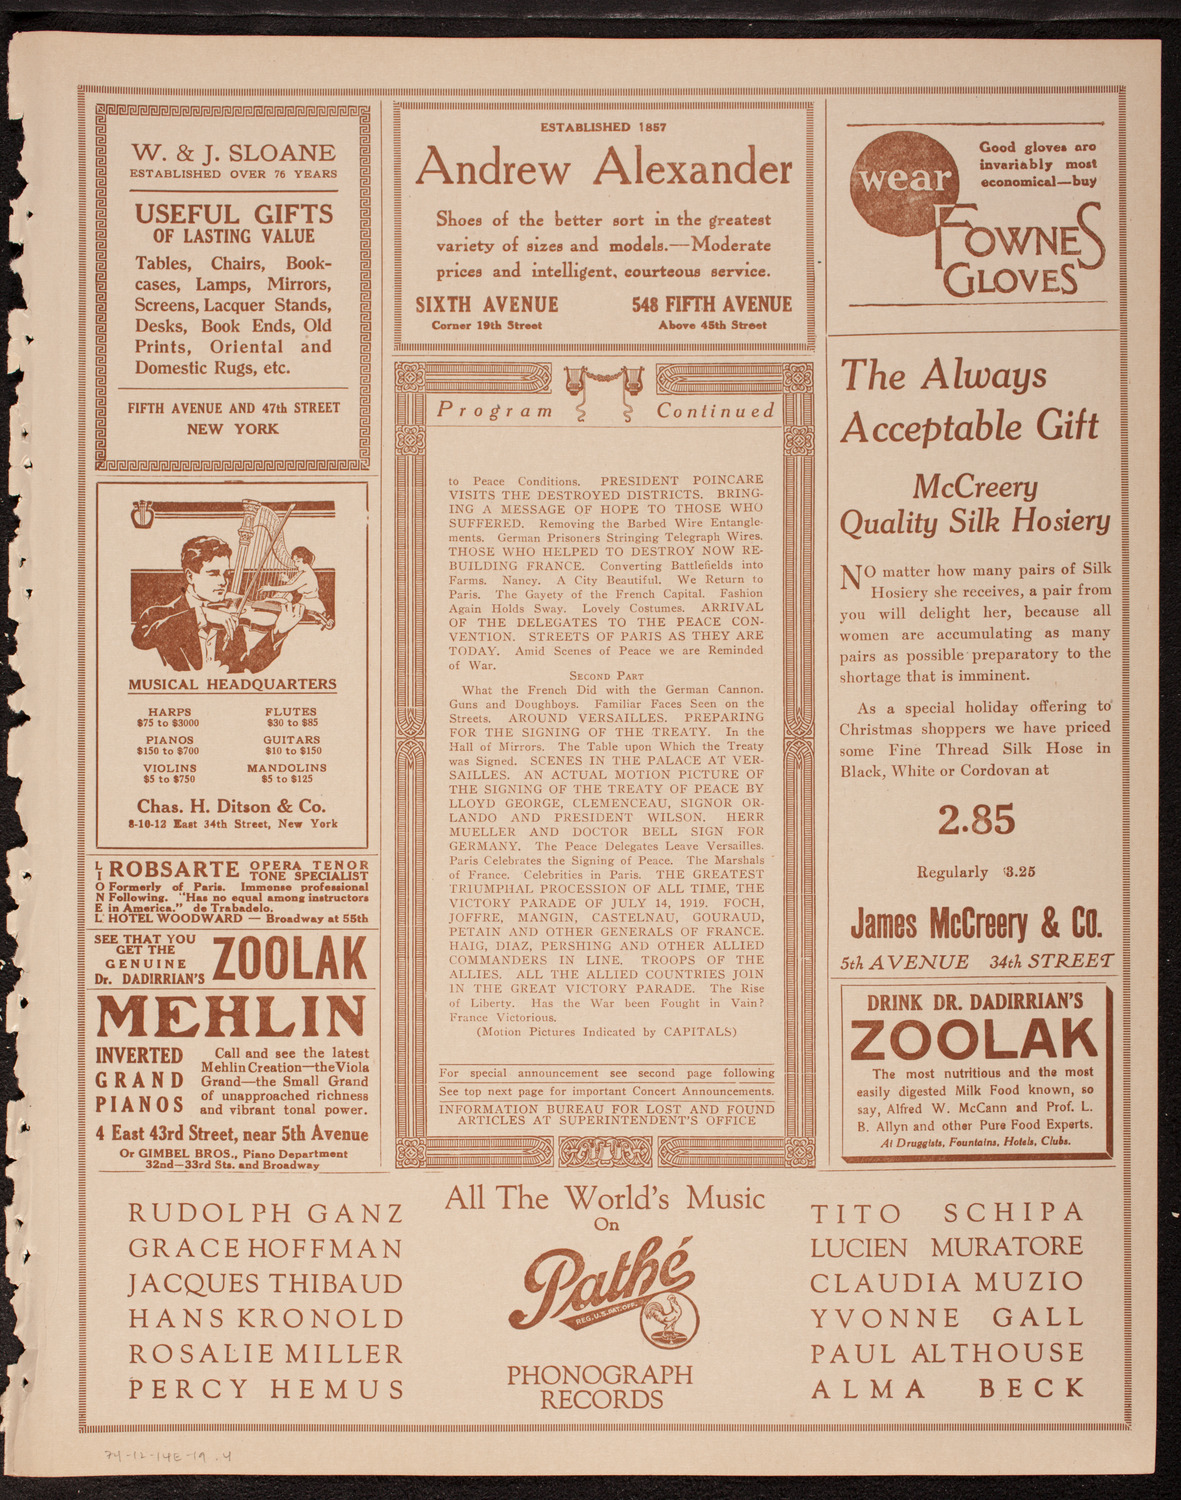 W. & J. SLOANE
ESTABLISHED OVER 76 YEARS
USEFUL GIFTS
OF LASTING VALUE
Tables, Chairs, Book-
cases, Lamps, Mirrors,
Screens, Lacquer Stands,
Desks, Book Ends, Old
Prints, Oriental and
Domestic Rugs, etc.
FIFTH AVENUE AND 47th STREET
NEW YORK
MUSICAL HEADQUARTERS
HARPS
$75 to $3000
FLUTES
$30 to $85
PIANOS
$150 to $700
GUITARS
$10 to $150
VIOLINS
$5 to $750
MANDOLINS
$5 to $125
Chas. H. Ditson & Co.
8-10-12 East 34th Street, New York
LIONEL ROBSARTE OPERA TENOR
TONE SPECIALIST
Formerly of Paris. Immense professional
Following. "Has no equal among instructors
in America." de Trabadelo.
HOTEL WOODWARD — Broadway at 55th
SEE THAT YOU
GET THE
GENUINE
Dr. DADIRRIAN'S
ZOOLAK
MEHLIN
INVERTED
GRAND
PIANOS
Call and see the latest
Mehlin Creation—the Viola
Grand—the Small Grand
of unapproached richness
and vibrant tonal power.
4 East 43rd Street, near 5th Avenue
Or GIMBEL BROS., Piano Department
32nd—33rd Sts. and Broadway
ESTABLISHED 1857
Andrew Alexander
Shoes of the better sort in the greatest
variety of sizes and models.—Moderate
prices and intelligent, courteous service.
SIXTH AVENUE
Corner 19th Street
548 FIFTH AVENUE
Above 45th Street
Program Continued
to Peace Conditions. PRESIDENT POINCARE
VISITS THE DESTROYED DISTRICTS. BRING-
ING A MESSAGE OF HOPE TO THOSE WHO
SUFFERED. Removing the Barbed Wire Entangle-
ments. German Prisoners Stringing Telegraph Wires.
THOSE WHO HELPED TO DESTROY NOW RE-
BUILDING FRANCE. Converting Battlefields into
Farms. Nancy. A City Beautiful. We Return to
Paris. The Gayety of the French Capital. Fashion
Again Holds Sway. Lovely Costumes. ARRIVAL
OF THE DELEGATES TO THE PEACE CON-
VENTION. STREETS OF PARIS AS THEY ARE
TODAY. Amid Scenes of Peace we are Reminded
of War.
SECOND PART
What the French Did with the German Cannon.
Guns and Doughboys. Familiar Faces Seen on the
Streets. AROUND VERSAILLES. PREPARING
FOR THE SIGNING OF THE TREATY. In the
Hall of Mirrors. The Table upon Which the Treaty
was Signed. SCENES IN THE PALACE AT VER-
SAILLES. AN ACTUAL MOTION PICTURE OF
THE SIGNING OF THE TREATY OF PEACE BY
LLOYD GEORGE, CLEMENCEAU, SIGNOR OR-
LANDO AND PRESIDENT WILSON. HERR
MUELLER AND DOCTOR BELL SIGN FOR
GERMANY. The Peace Delegates Leave Versailles.
Paris Celebrates the Signing of Peace. The Marshals
of France. Celebrities in Paris. THE GREATEST
TRIUMPHAL PROCESSION OF ALL TIME, THE
VICTORY PARADE OF JULY 14, 1919. FOCH,
JOFFRE, MANGIN, CASTELNAU, GOURAUD,
PETAIN AND OTHER GENERALS OF FRANCE.
HAIG, DIAZ, PERSHING AND OTHER ALLIED
COMMANDERS IN LINE. TROOPS OF THE
ALLIES. ALL THE ALLIED COUNTRIES JOIN
IN THE GREAT VICTORY PARADE. The Rise
of Liberty. Has the War been Fought in Vain?
France Victorious.
(Motion Pictures Indicated by CAPITALS)
For special announcement see second page following
See top next page for important Concert Announcements.
INFORMATION BUREAU FOR LOST AND FOUND
ARTICLES AT SUPERINTENDENT'S OFFICE
wear
Good gloves are
invariably most
economical—buy
FOWNES
GLOVES
The Always
Acceptable Gift
McCreery
Quality Silk Hosiery
NO matter how many pairs of Silk
Hosiery she receives, a pair from
you will delight her, because all
women are accumulating as many
pairs as possible preparatory to the
shortage that is imminent.
As a special holiday offering to
Christmas shoppers we have priced
some Fine Thread Silk Hose in
Black, White or Cordovan at
2.85
Regularly $3.25
James McCreery & Co.
5th AVENUE 34th STREET
DRINK DR. DADIRRIAN'S
ZOOLAK
The most nutritious and the most
easily digested Milk Food known, so
say, Alfred W. McCann and Prof. L.
B. Allyn and other Pure Food Experts.
At Druggists, Fountains, Hotels, Clubs.
RUDOLPH GANZ
GRACE HOFFMAN
JACQUES THIBAUD
HANS KRONOLD
ROSALIE MILLER
PERCY HEMUS
All The World's Music
On
Pathé
REG. U.S. PAT. OFF.
PHONOGRAPH
RECORDS
TITO SCHIPA
LUCIEN MURATORE
CLAUDIA MUZIO
YVONNE GALL
PAUL ALTHOUSE
ALMA BECK
74-12-14E-19.4